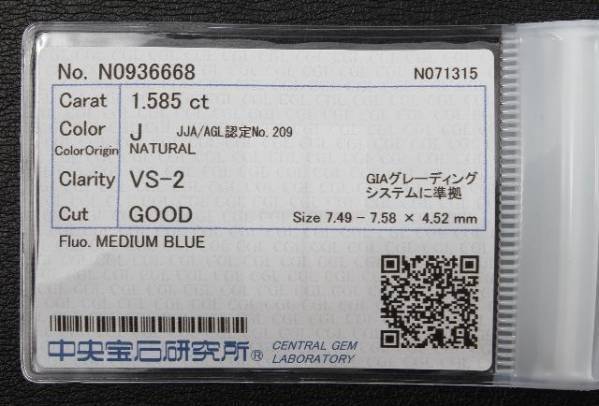 No. N0936668 N071315
Carat 1.585 ct
Color J JJA/AGL認定No.209
ColorOrigin NATURAL
Clarity VS-2 GIAグレーディング
システムに準拠
Cut GOOD Size 7.49 - 7.58 × 4.52 mm
Fluo. MEDIUM BLUE
中央宝石研究所® CENTRAL GEM
LABORATORY